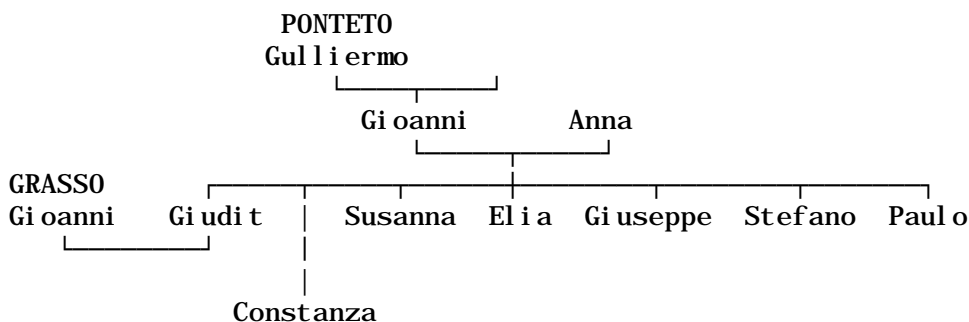 PONTETO
Gulliermo
Gioanni Anna
GRASSO
Gioanni Giudit Susanna Elia Giuseppe Stefano Paulo
Constanza